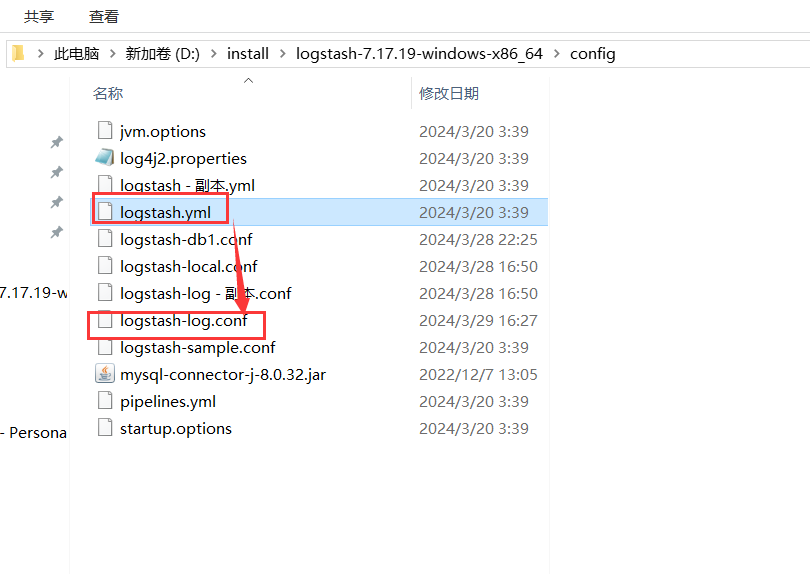 共享 查看
此电脑 > 新加卷 (D:) > install > logstash-7.17.19-windows-x86_64 > config
名称 修改日期
jvm.options 2024/3/20 3:39
log4j2.properties 2024/3/20 3:39
logstash - 副本.yml 2024/3/20 3:39
logstash.yml 2024/3/20 3:39
logstash-db1.conf 2024/3/28 22:25
logstash-local.conf 2024/3/28 16:50
7.17.19-w logstash-log - 副本.conf 2024/3/28 16:50
logstash-log.conf 2024/3/29 16:27
logstash-sample.conf 2024/3/20 3:39
mysql-connector-j-8.0.32.jar 2022/12/7 13:05
pipelines.yml 2024/3/20 3:39
- Persona startup.options 2024/3/20 3:39